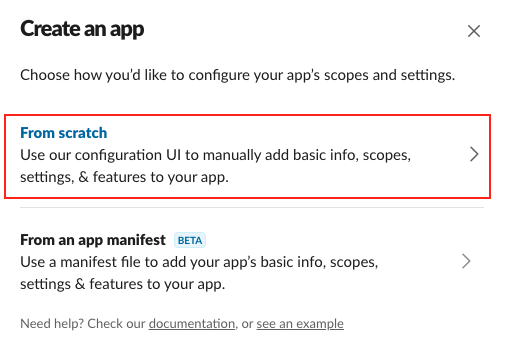 Create an app
Choose how you'd like to configure your app's scopes and settings.
From scratch
Use our configuration UI to manually add basic info, scopes,
settings, & features to your app.
From an app manifest BETA
Use a manifest file to add your app's basic info, scopes,
settings & features to your app.
Need help? Check our documentation, or see an example